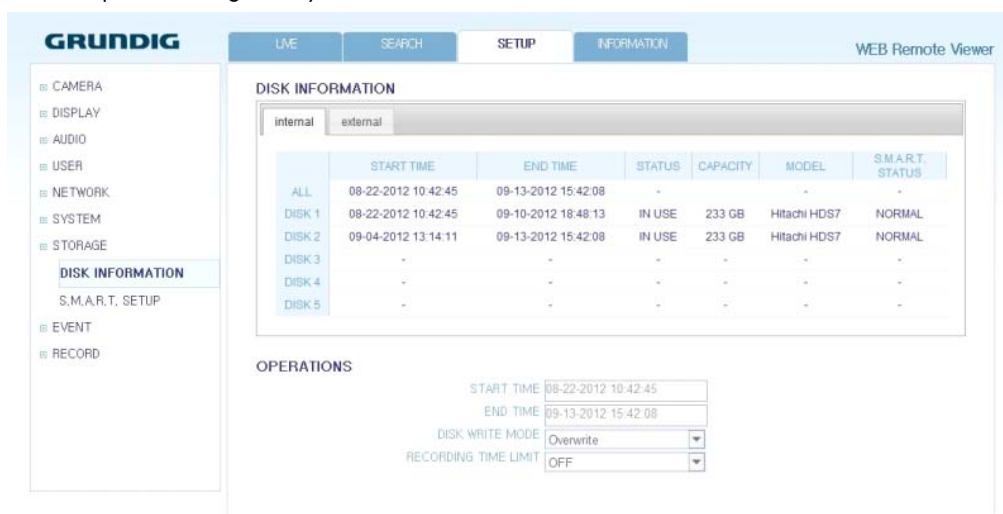 GRUNDIG
LIVE SEARCH SETUP INFORMATION
WEB Remote Viewer
CAMERA
DISPLAY
AUDIO
USER
NETWORK
SYSTEM
STORAGE
DISK INFORMATION
S.M.A.R.T. SETUP
EVENT
RECORD
DISK INFORMATION
internal external
START TIME END TIME STATUS CAPACITY MODEL S.M.A.R.T. STATUS
ALL 08-22-2012 10:42:45 09-13-2012 15:42:08 - - -
DISK 1 08-22-2012 10:42:45 09-10-2012 18:48:13 IN USE 233 GB Hitachi HDS7 NORMAL
DISK 2 09-04-2012 13:14:11 09-13-2012 15:42:08 IN USE 233 GB Hitachi HDS7 NORMAL
DISK 3 - - - - - -
DISK 4 - - - - - -
DISK 5 - - - - - -
OPERATIONS
START TIME 08-22-2012 10:42:45
END TIME 09-13-2012 15:42:08
DISK WRITE MODE Overwrite
RECORDING TIME LIMIT OFF